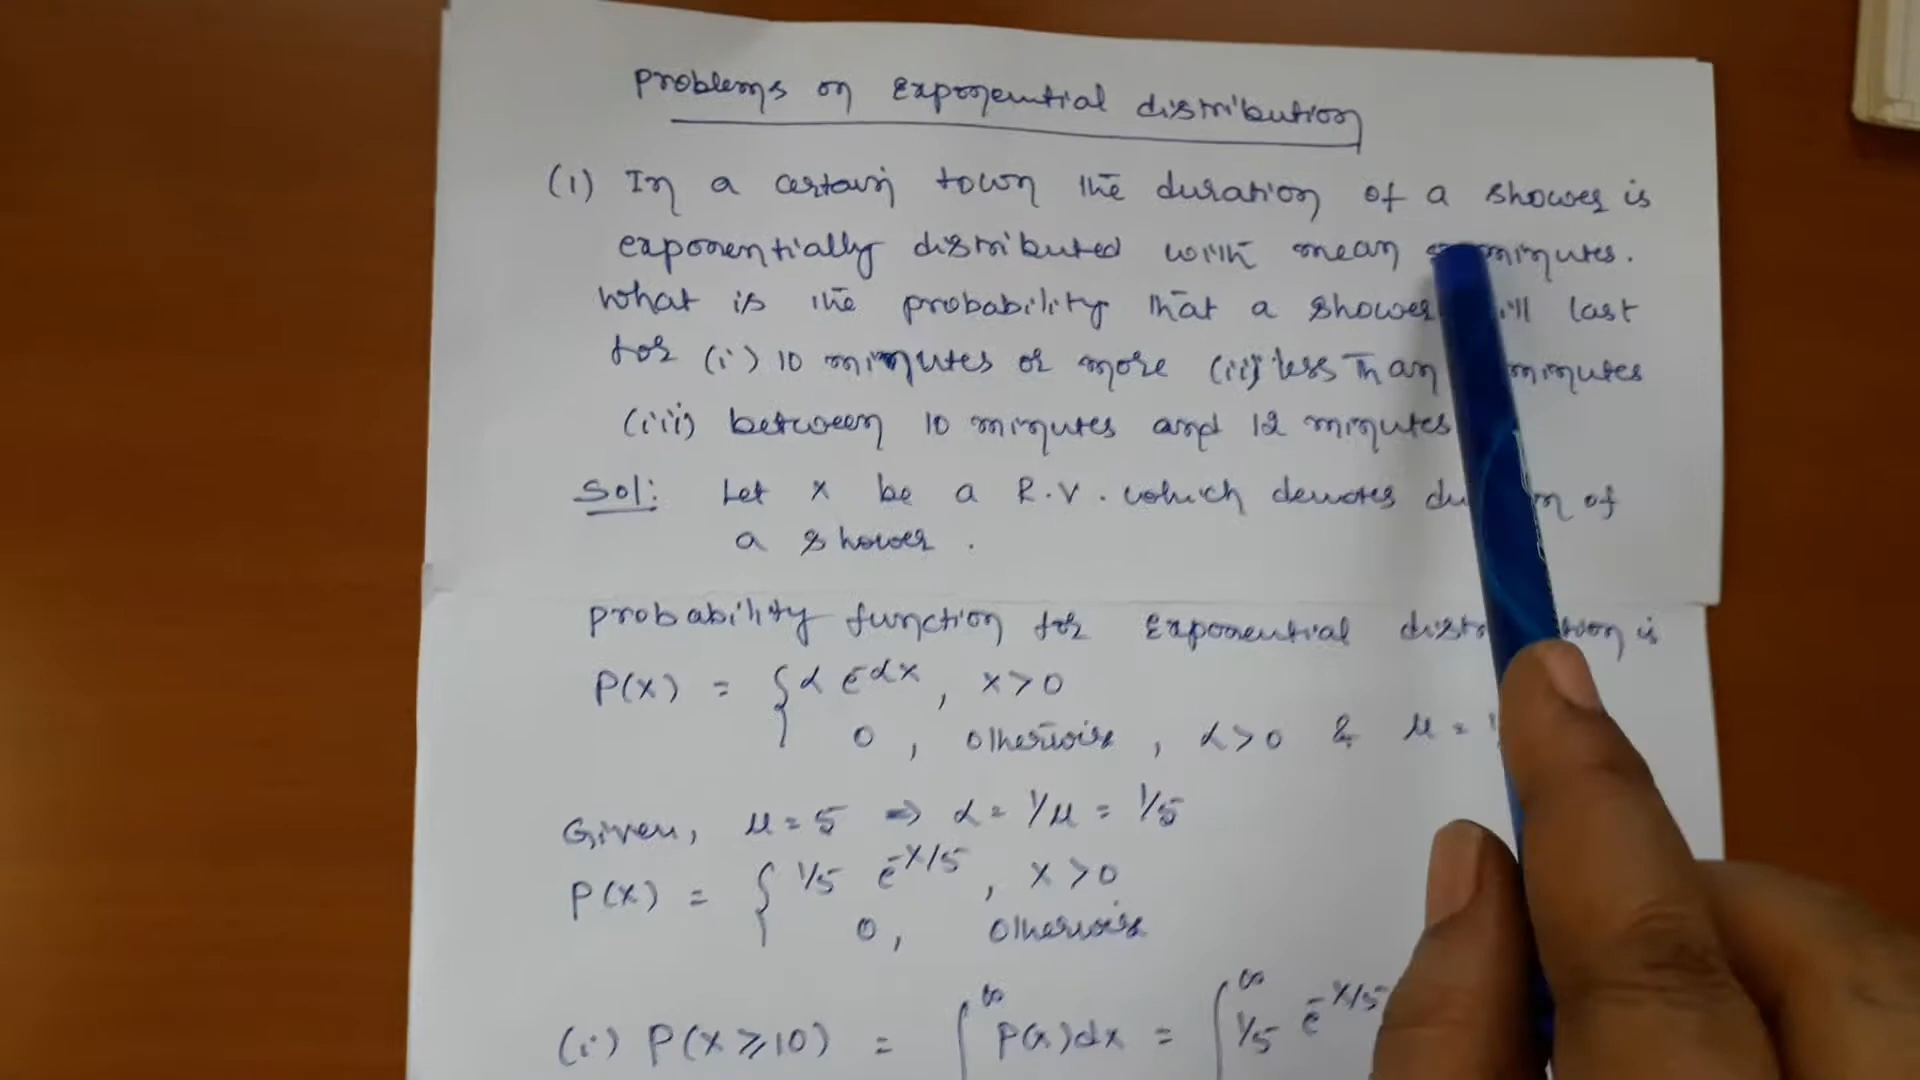 Problems on Exponential distribution
(1) In a certain town the duration of a shower is
exponentially distributed with mean minutes.
What is the probability that a shower will last
for (i) 10 minutes or more (ii) less than minutes
(iii) between 10 minutes and 12 minutes
Sol: Let x be a R.V. which denotes of
a shower .
Probability function for Exponential is
P(x) = { α e^-αx , x>0
0 , otherwise , α>0 & μ =
Given, μ = 5 ⇒ α = 1/μ = 1/5
P(x) = { 1/5 e^-x/5 , x>0
0 , otherwise
(i) P(x ⩾ 10) = ∫^∞ P(x)dx = ∫^∞ 1/5 e^-x/5